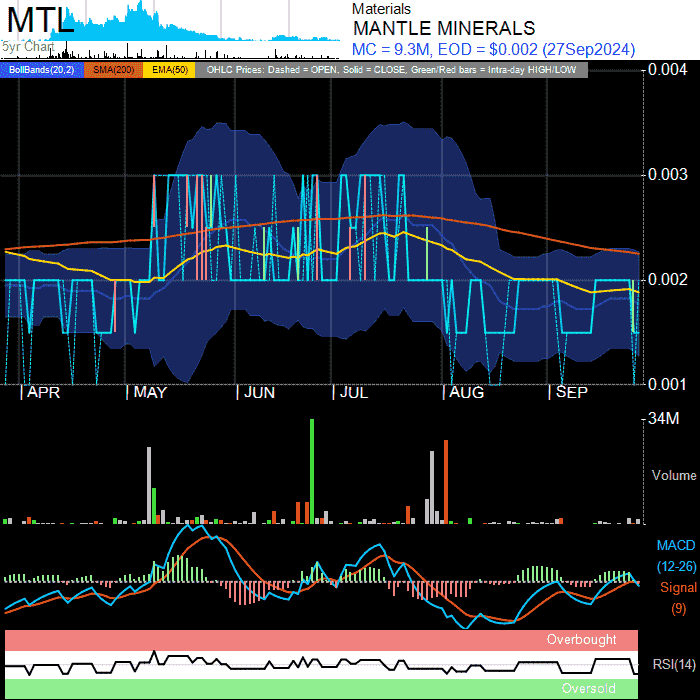 MTL
5yr Chart
Materials
MANTLE MINERALS
MC = 9.3M, EOD = $0.002 (27Sep2024)
BollBands(20,2) SMA(200) EMA(50) OHLC Prices: Dashed = OPEN, Solid = CLOSE, Green/Red bars = Intra-day HIGH/LOW
0.004
0.003
0.002
0.001
APR MAY JUN JUL AUG SEP
34M
Volume
MACD
(12-26)
Signal
(9)
Overbought
RSI(14)
Oversold